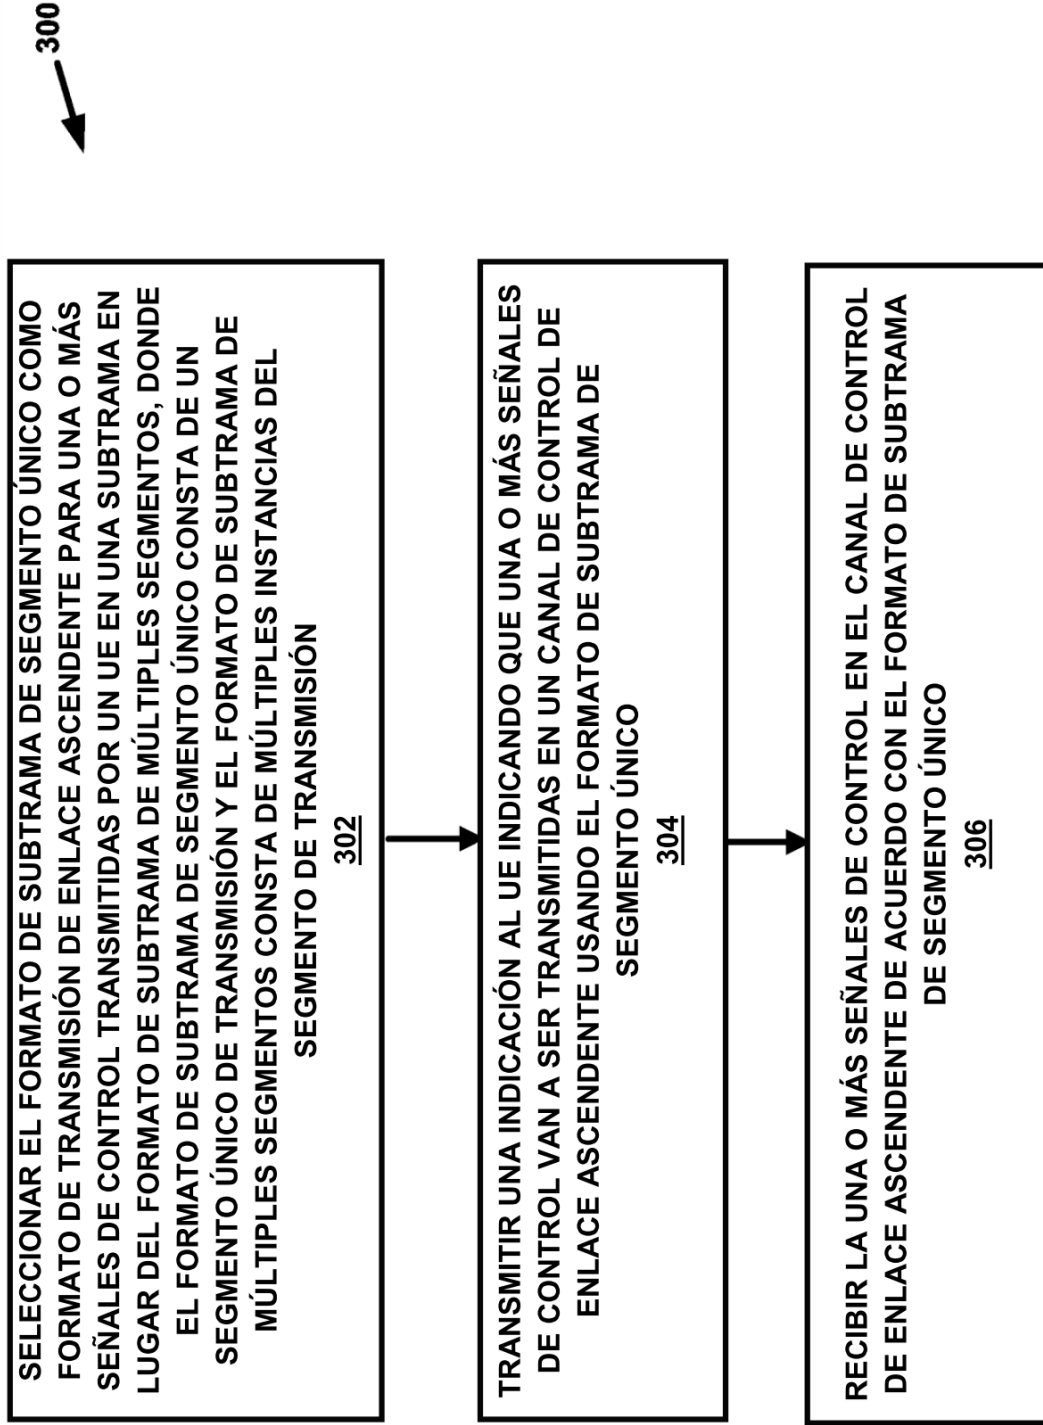 300
SELECCIONAR EL FORMATO DE SUBTRAMA DE SEGMENTO ÚNICO COMO
FORMATO DE TRANSMISIÓN DE ENLACE ASCENDENTE PARA UNA O MÁS
SEÑALES DE CONTROL TRANSMITIDAS POR UN UE EN UNA SUBTRAMA EN
LUGAR DEL FORMATO DE SUBTRAMA DE MÚLTIPLES SEGMENTOS, DONDE
EL FORMATO DE SUBTRAMA DE SEGMENTO ÚNICO CONSTA DE UN
SEGMENTO ÚNICO DE TRANSMISIÓN Y EL FORMATO DE SUBTRAMA DE
MÚLTIPLES SEGMENTOS CONSTA DE MÚLTIPLES INSTANCIAS DEL
SEGMENTO DE TRANSMISIÓN
302
TRANSMITIR UNA INDICACIÓN AL UE INDICANDO QUE UNA O MÁS SEÑALES
DE CONTROL VAN A SER TRANSMITIDAS EN UN CANAL DE CONTROL DE
ENLACE ASCENDENTE USANDO EL FORMATO DE SUBTRAMA DE
SEGMENTO ÚNICO
304
RECIBIR LA UNA O MÁS SEÑALES DE CONTROL EN EL CANAL DE CONTROL
DE ENLACE ASCENDENTE DE ACUERDO CON EL FORMATO DE SUBTRAMA
DE SEGMENTO ÚNICO
306